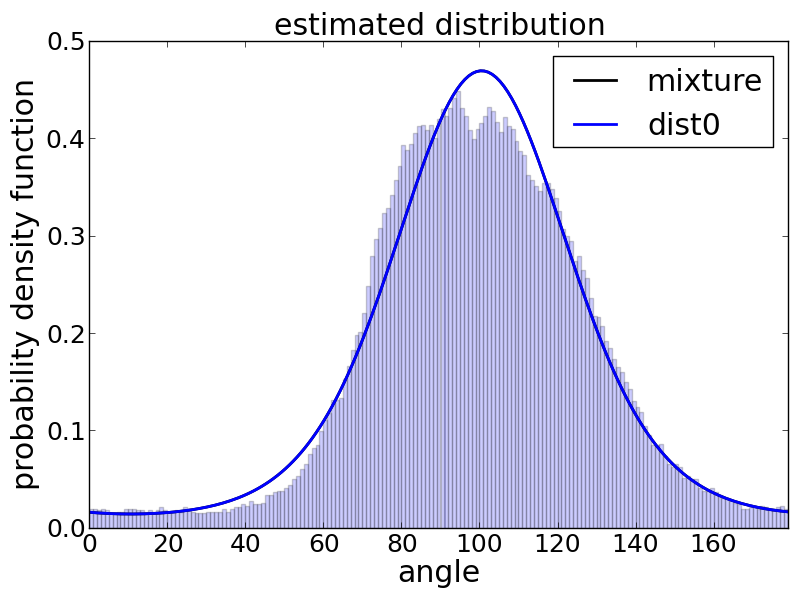 estimated distribution
probability density function
0.5
0.4
0.3
0.2
0.1
0.0
mixture
dist0
0 20 40 60 80 100 120 140 160
angle